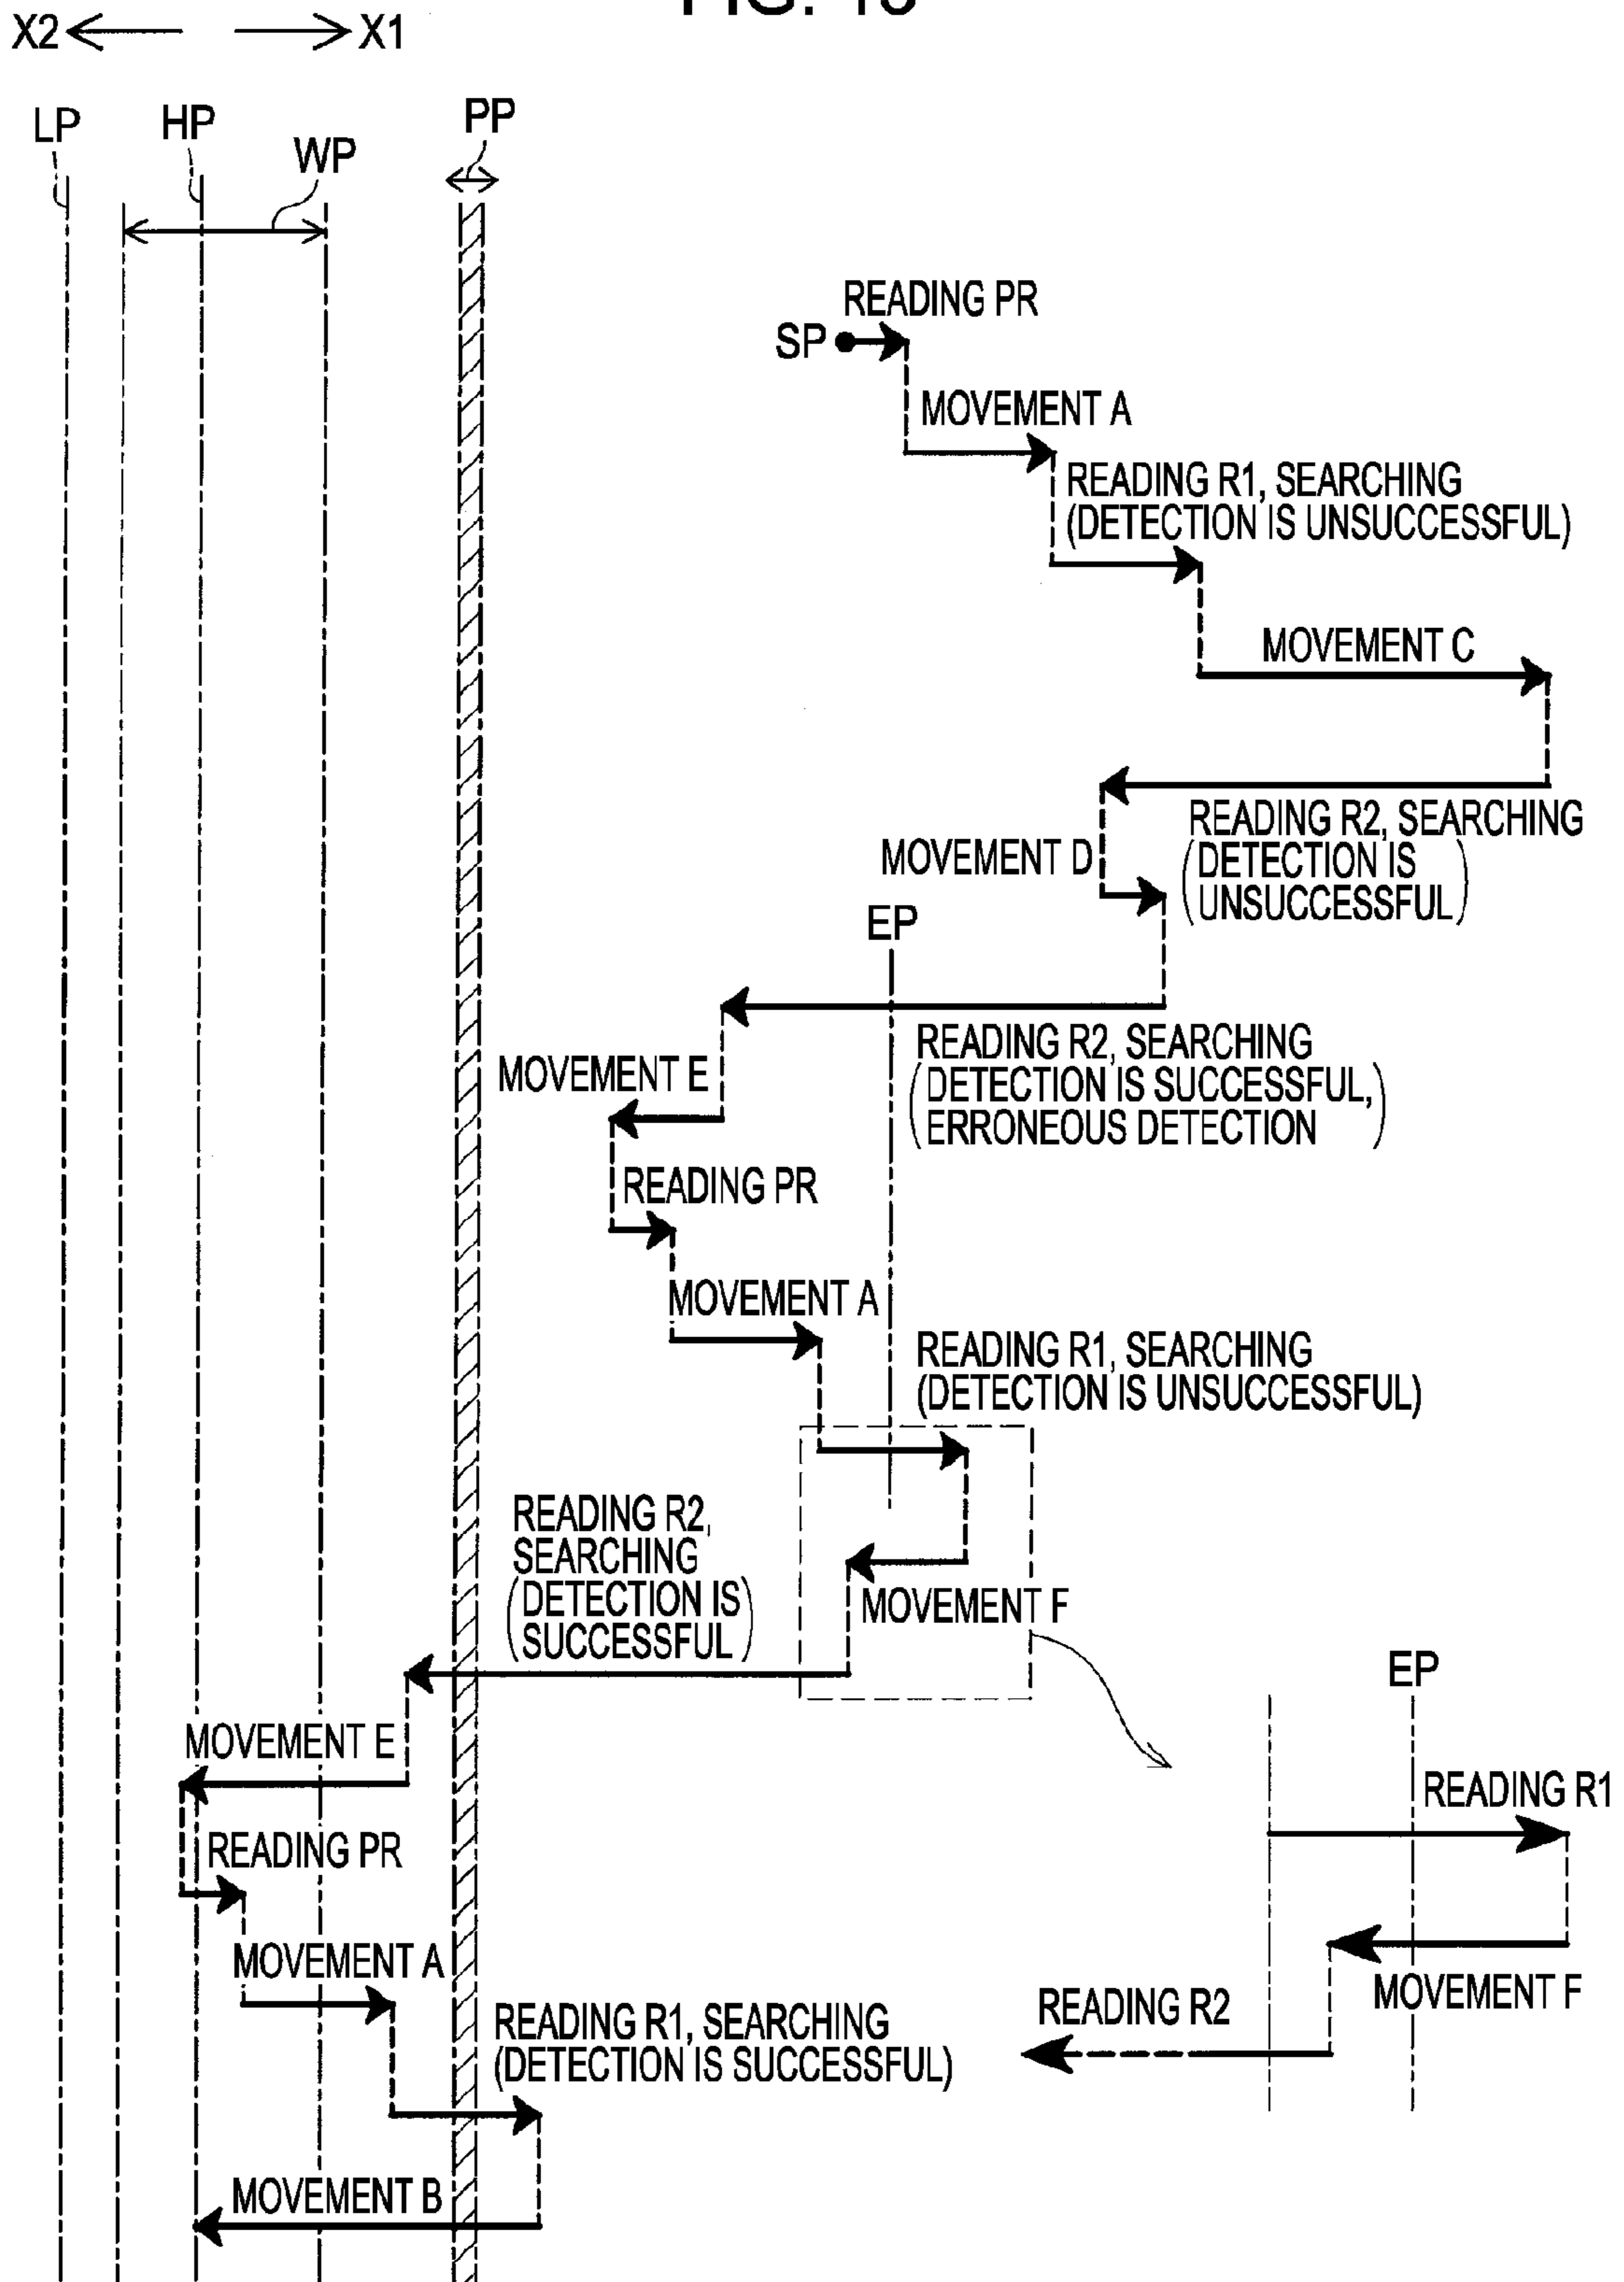 X2
X1
LP
HP
WP
PP
READING PR
SP
MOVEMENT A
READING R1, SEARCHING
(DETECTION IS UNSUCCESSFUL)
MOVEMENT C
READING R2, SEARCHING
(DETECTION IS
UNSUCCESSFUL)
MOVEMENT D
EP
READING R2, SEARCHING
(DETECTION IS SUCCESSFUL,
ERRONEOUS DETECTION)
MOVEMENT E
READING PR
MOVEMENT A
READING R1, SEARCHING
(DETECTION IS UNSUCCESSFUL)
READING R2,
SEARCHING
(DETECTION IS
SUCCESSFUL)
MOVEMENT F
EP
MOVEMENT E
READING R1
READING PR
MOVEMENT A
MOVEMENT F
READING R2
READING R1, SEARCHING
(DETECTION IS SUCCESSFUL)
MOVEMENT B